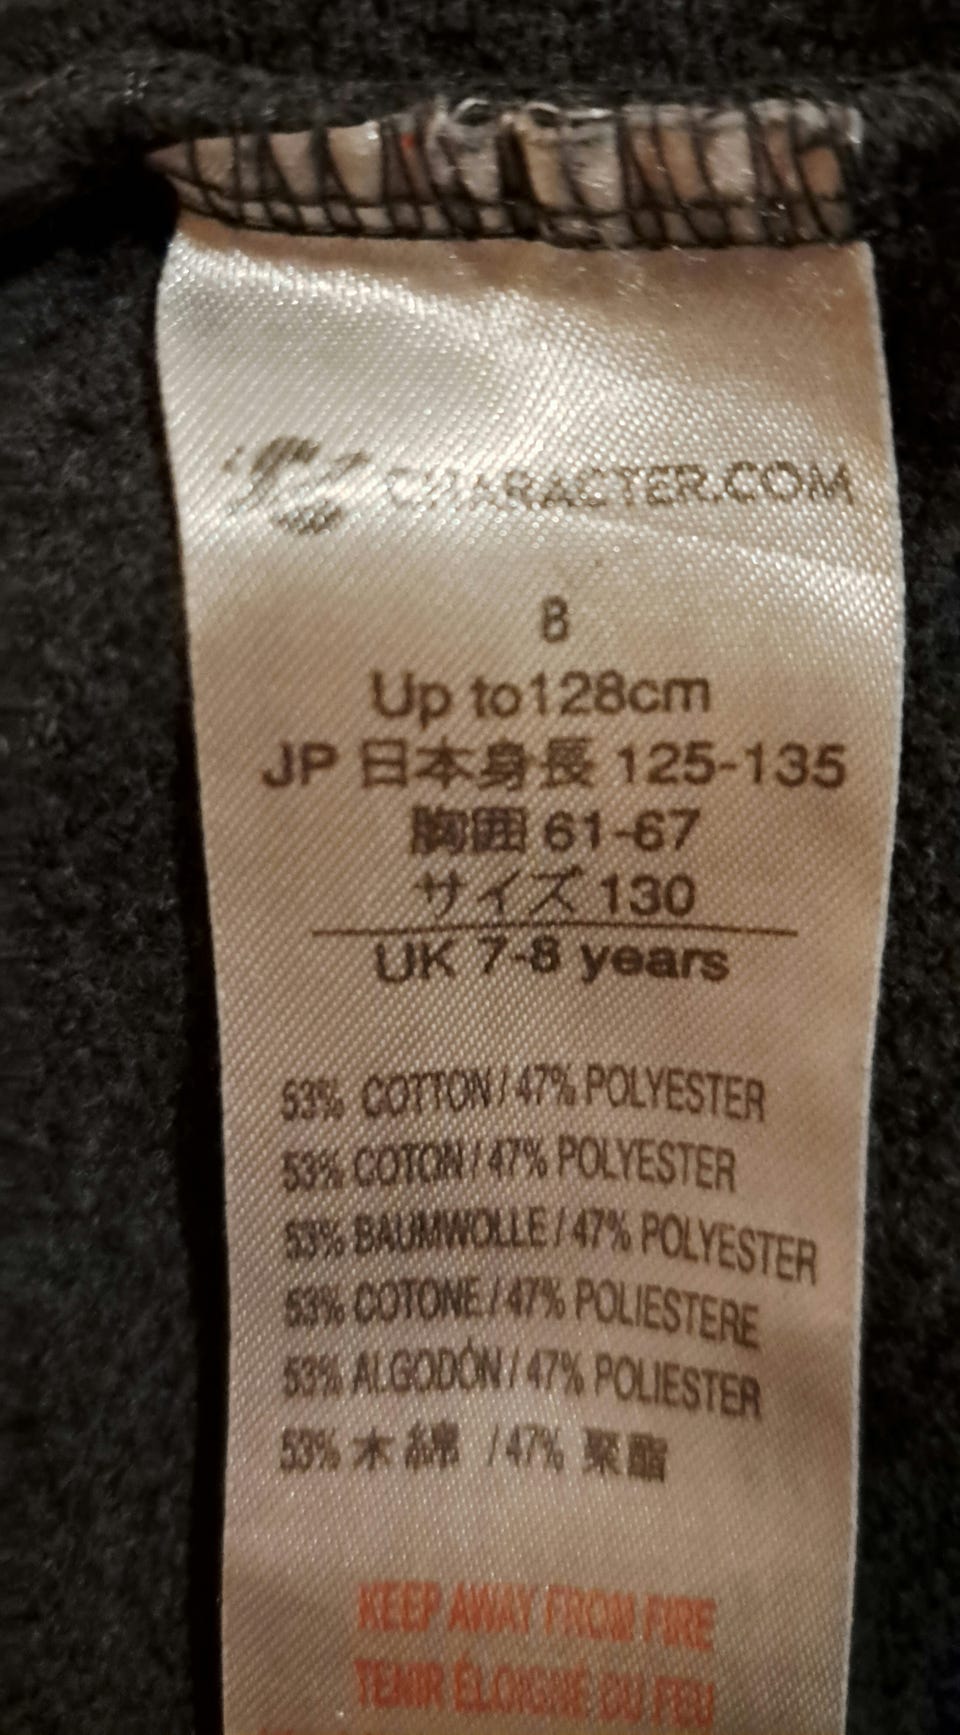 CHARACTER.COM
8
Up to128cm
JP 日本身長 125-135
胸囲 61-67
サイズ 130
UK 7-8 years
53% COTTON / 47% POLYESTER
53% COTON / 47% POLYESTER
53% BAUMWOLLE / 47% POLYESTER
53% COTONE / 47% POLIESTERE
53% ALGODÓN / 47% POLIESTER
53% 木綿 / 47% 聚酯
KEEP AWAY FROM FIRE
TENIR ÉLOIGNÉ DU FEU